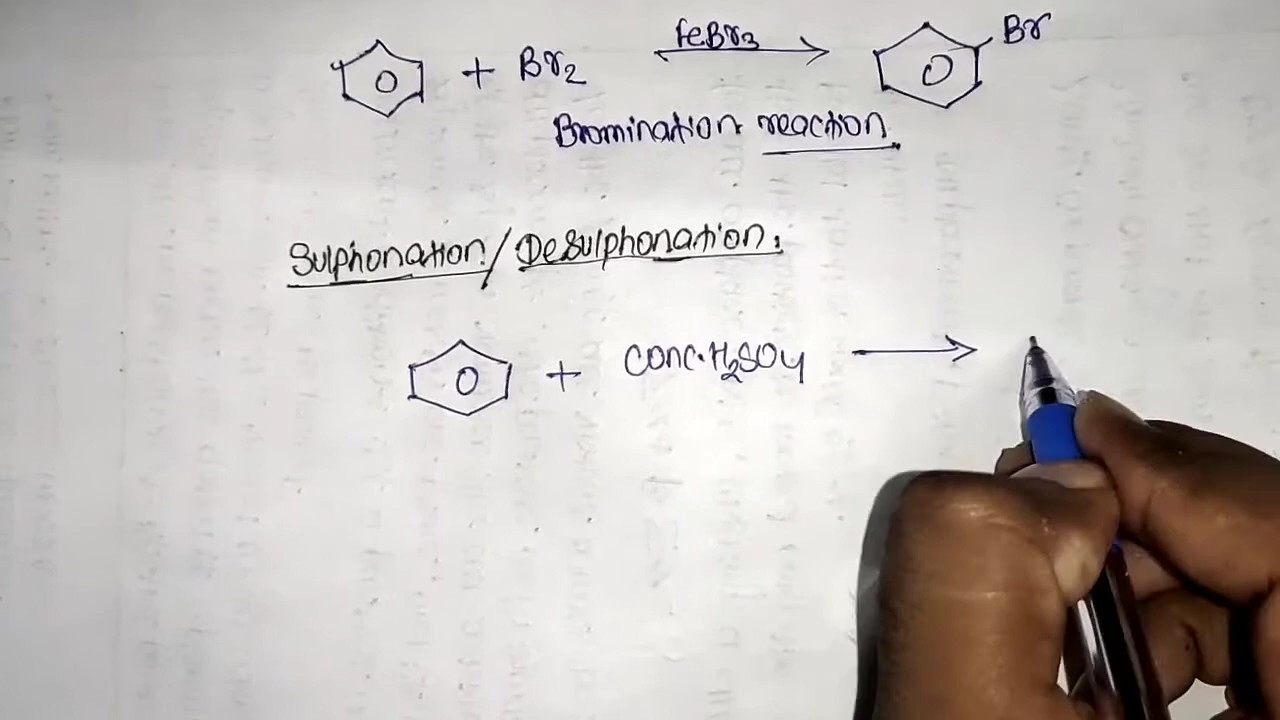 + Br2 FeBr3 Br
Bromination reaction
Sulphonation/Desulphonation:
+ Conc.H2SO4